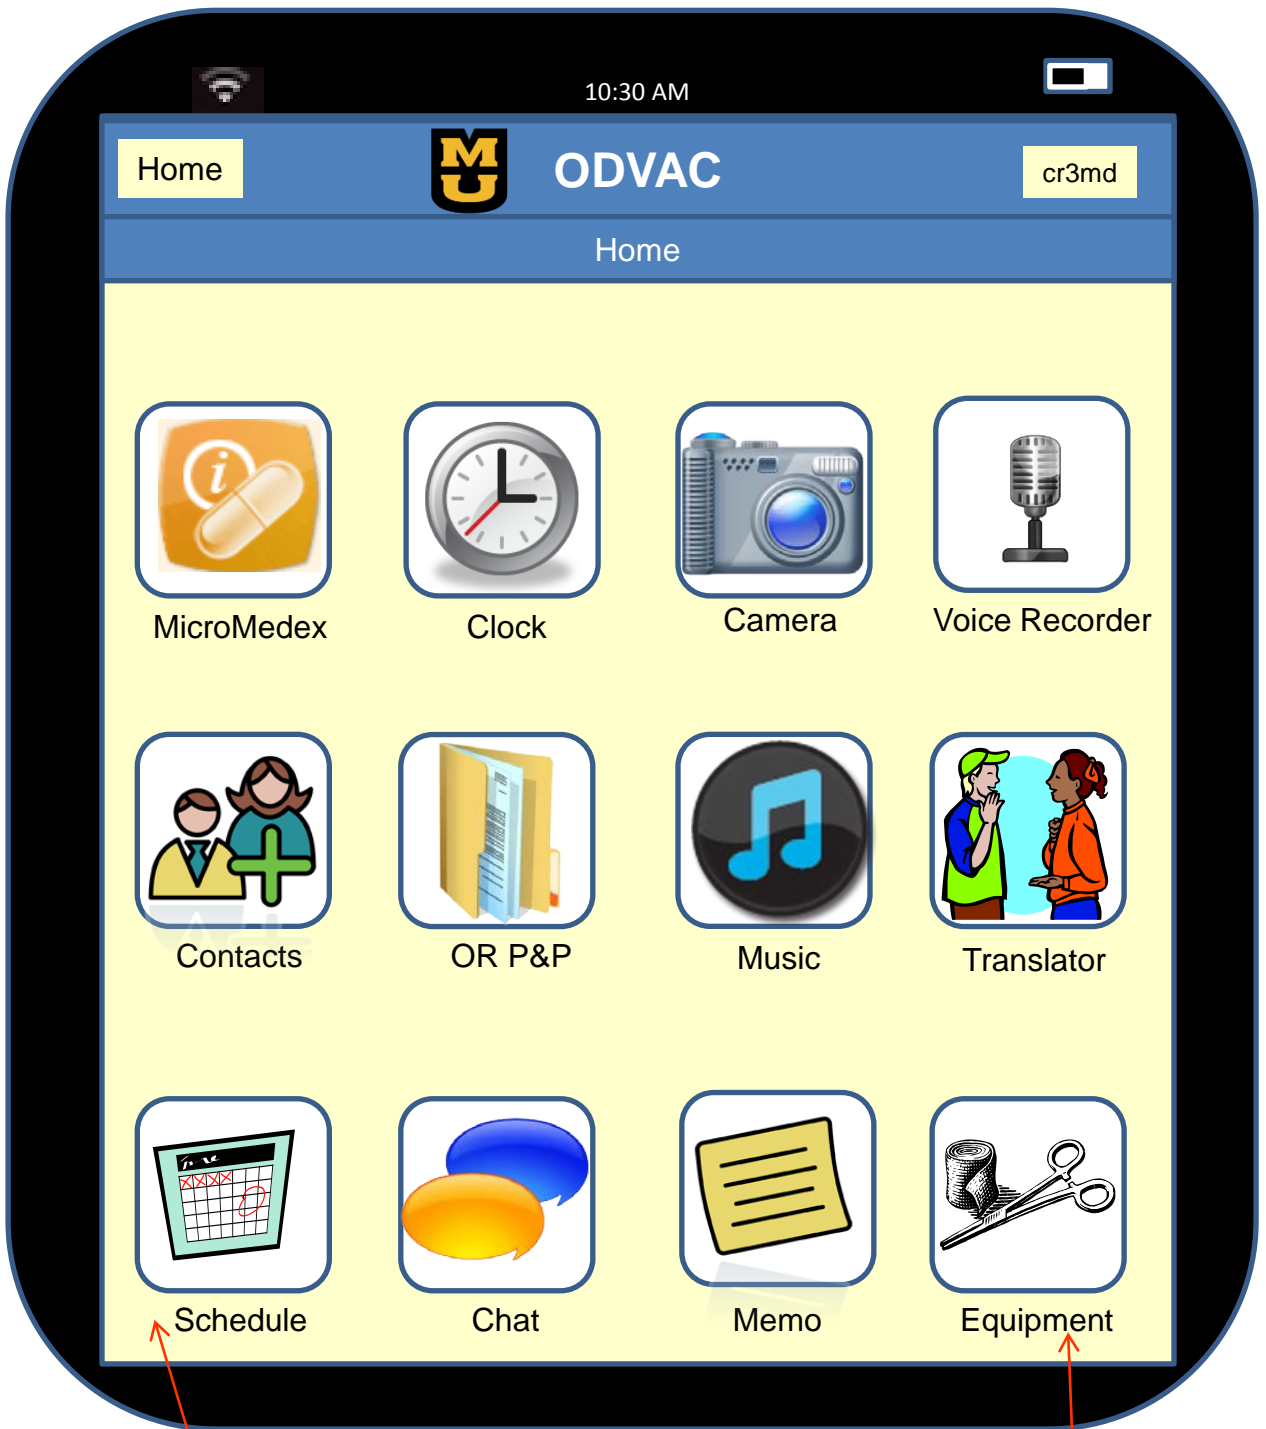 10:30 AM
Home
MU
ODVAC
cr3md
Home
i
MicroMedex
Clock
Camera
Voice Recorder
Contacts
OR P&P
Music
Translator
Schedule
Chat
Memo
Equipment